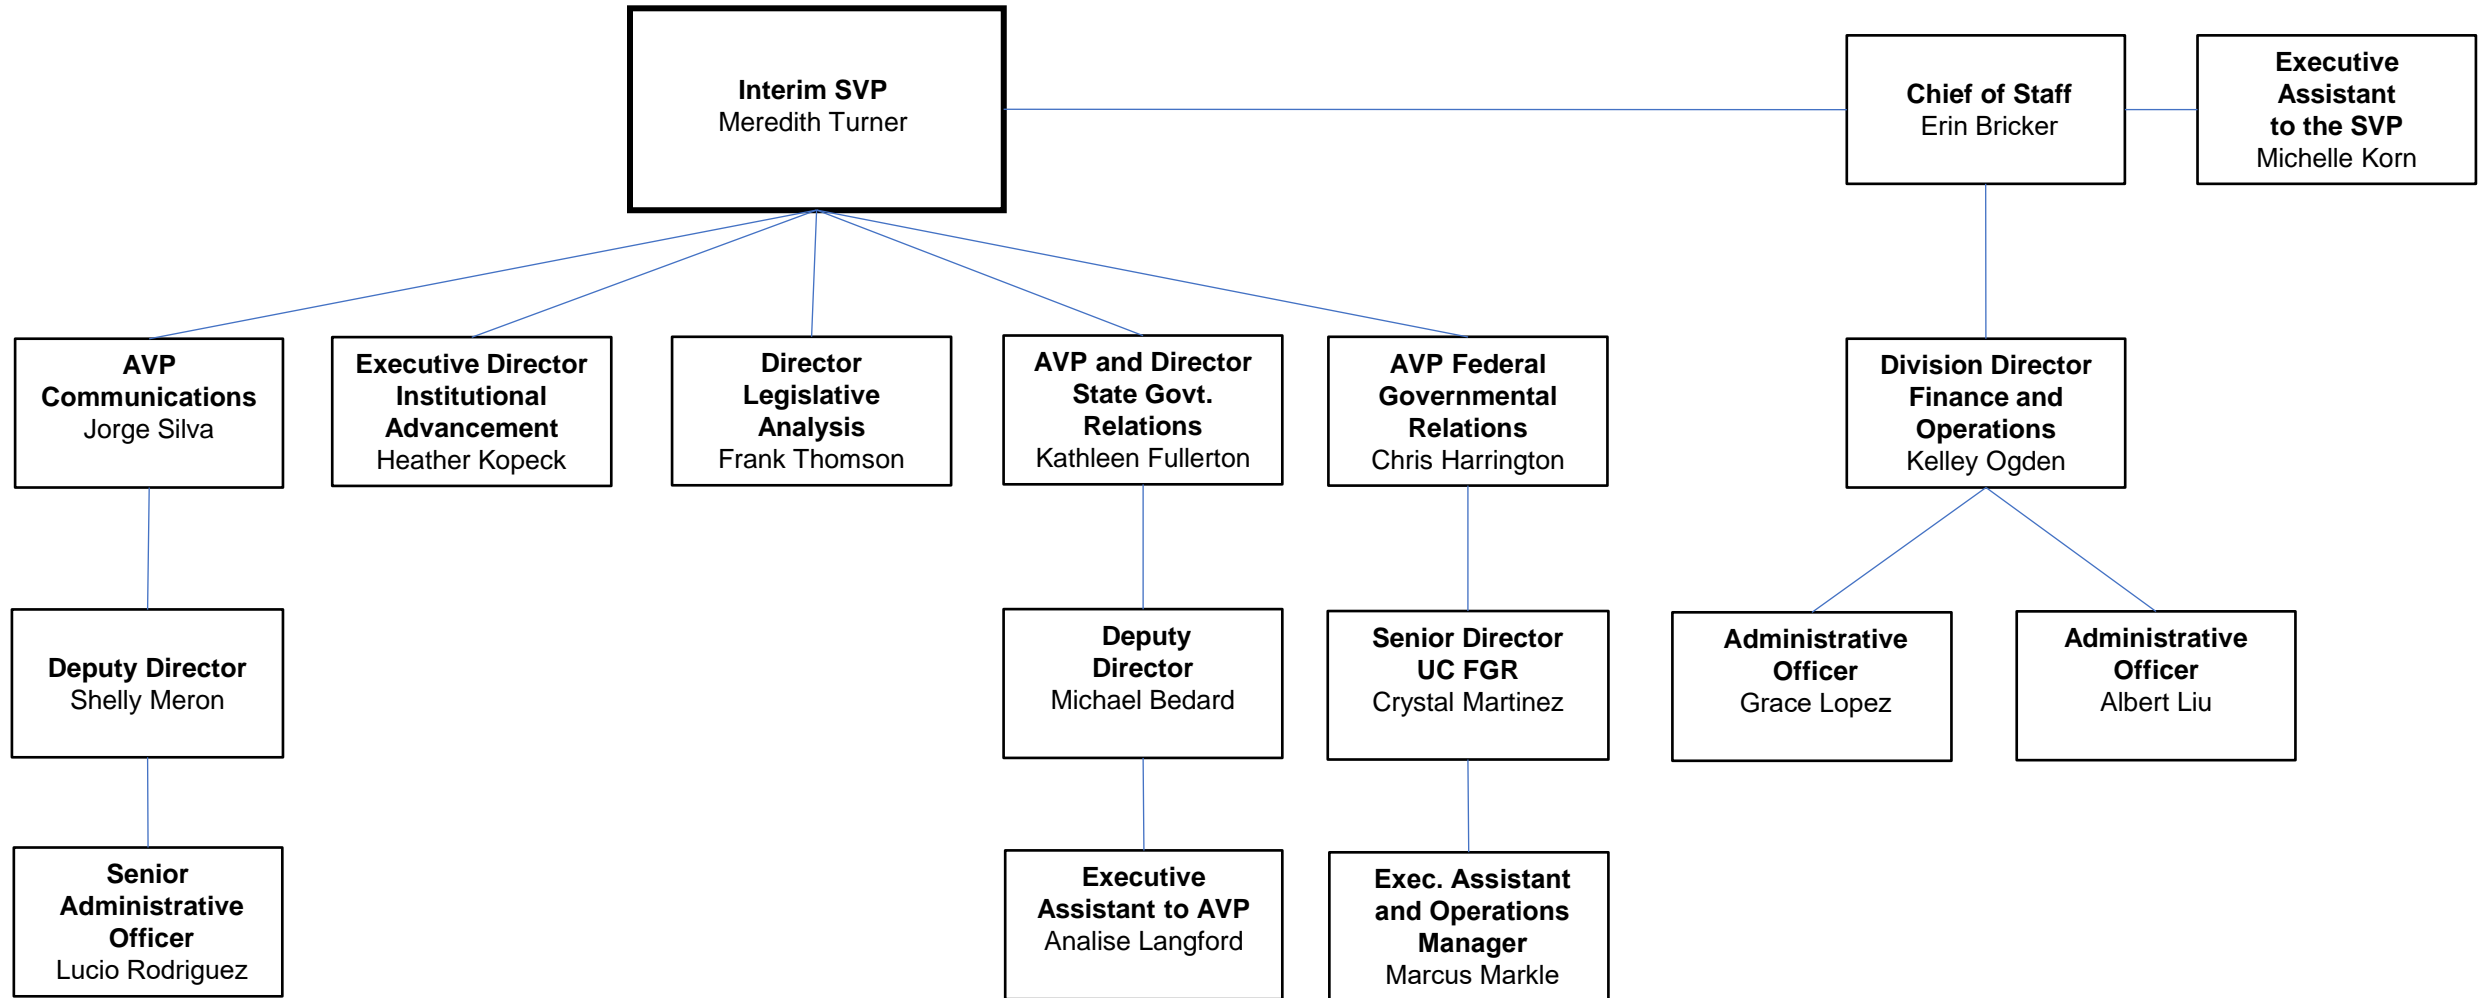 Interim SVP
Meredith Turner
Chief of Staff
Erin Bricker
Executive
Assistant
to the SVP
Michelle Korn
AVP
Communications
Jorge Silva
Executive Director
Institutional
Advancement
Heather Kopeck
Director
Legislative
Analysis
Frank Thomson
AVP and Director
State Govt.
Relations
Kathleen Fullerton
AVP Federal
Governmental
Relations
Chris Harrington
Division Director
Finance and
Operations
Kelley Ogden
Deputy Director
Shelly Meron
Deputy
Director
Michael Bedard
Senior Director
UC FGR
Crystal Martinez
Administrative
Officer
Grace Lopez
Administrative
Officer
Albert Liu
Senior
Administrative
Officer
Lucio Rodriguez
Executive
Assistant to AVP
Analise Langford
Exec. Assistant
and Operations
Manager
Marcus Markle